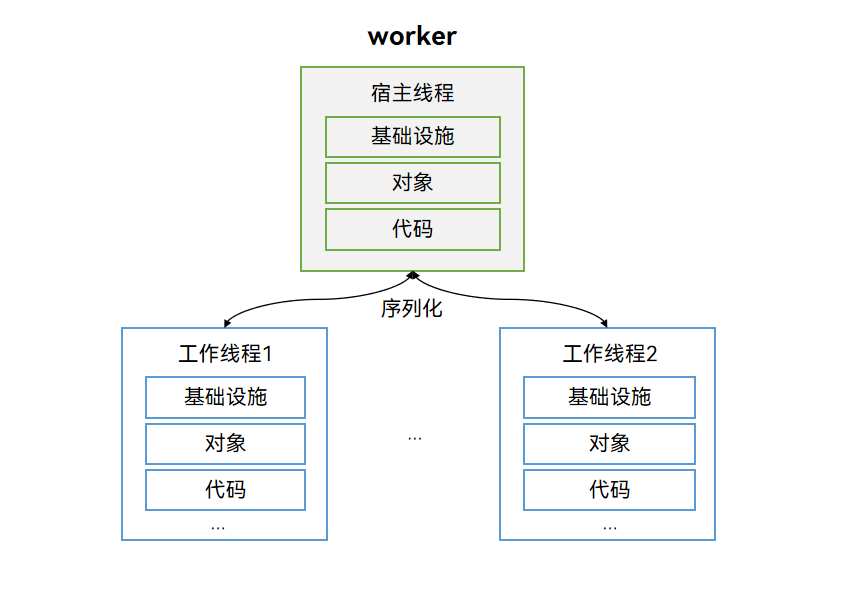 worker
宿主线程
基础设施
对象
代码
序列化
工作线程1
基础设施
对象
代码
...
...
工作线程2
基础设施
对象
代码
...